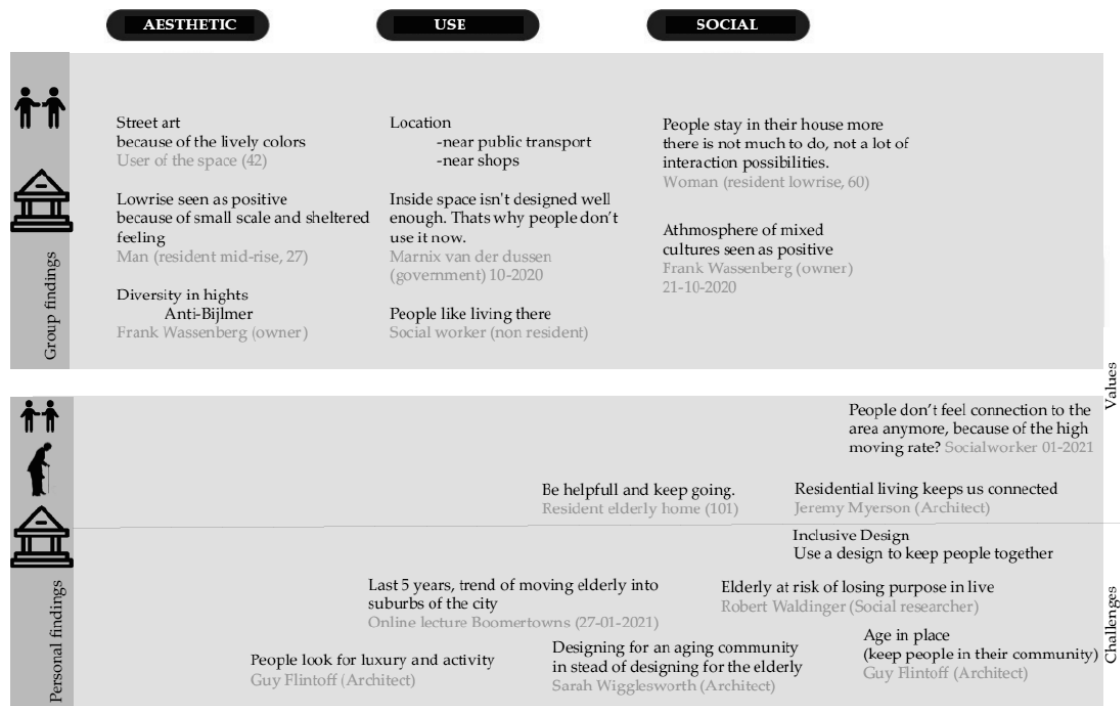 AESTHETIC
USE
SOCIAL
Group findings
Street art
because of the lively colors
User of the space (42)
Lowrise seen as positive
because of small scale and sheltered
feeling
Man (resident mid-rise, 27)
Diversity in hights
Anti-Bijlmer
Frank Wassenberg (owner)
Location
-near public transport
-near shops
Inside space isn't designed well
enough. Thats why people don't
use it now.
Marnix van der dussen
(government) 10-2020
People like living there
Social worker (non resident)
People stay in their house more
there is not much to do, not a lot of
interaction possibilities.
Woman (resident lowrise, 60)
Athmosphere of mixed
cultures seen as positive
Frank Wassenberg (owner)
21-10-2020
Values
Personal findings
People don't feel connection to the
area anymore, because of the high
moving rate? Socialworker 01-2021
Be helpfull and keep going.
Resident elderly home (101)
Residential living keeps us connected
Jeremy Myerson (Architect)
Inclusive Design
Use a design to keep people together
Last 5 years, trend of moving elderly into
suburbs of the city
Online lecture Boomertowns (27-01-2021)
Elderly at risk of losing purpose in live
Robert Waldinger (Social researcher)
People look for luxury and activity
Guy Flintoff (Architect)
Designing for an aging community
in stead of designing for the elderly
Sarah Wigglesworth (Architect)
Age in place
(keep people in their community)
Guy Flintoff (Architect)
Challenges